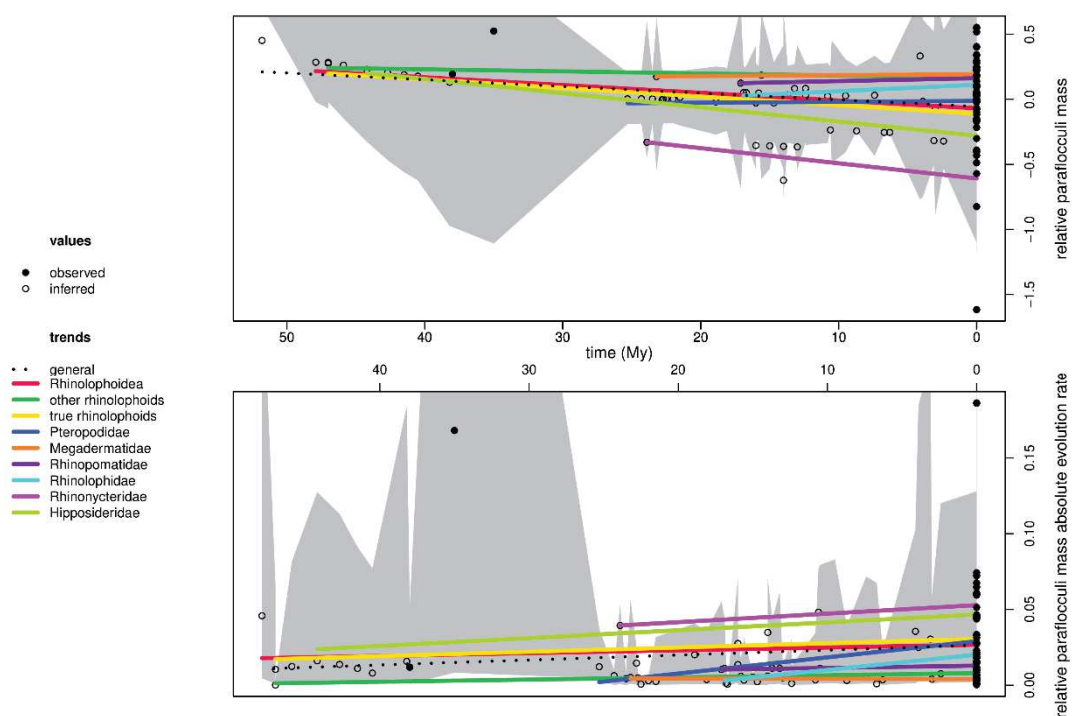 0.5
0.0
−0.5
−1.0
−1.5
relative paraflocculi mass
50
40
30
20
10
0
time (My)
values
observed
inferred
trends
general
Rhinolophoidea
other rhinolophoids
true rhinolophoids
Pteropodidae
Megadermatidae
Rhinopomatidae
Rhinolophidae
Rhinonycteridae
Hipposideridae
40
30
20
10
0
0.15
0.10
0.05
0.00
relative paraflocculi mass absolute evolution rate